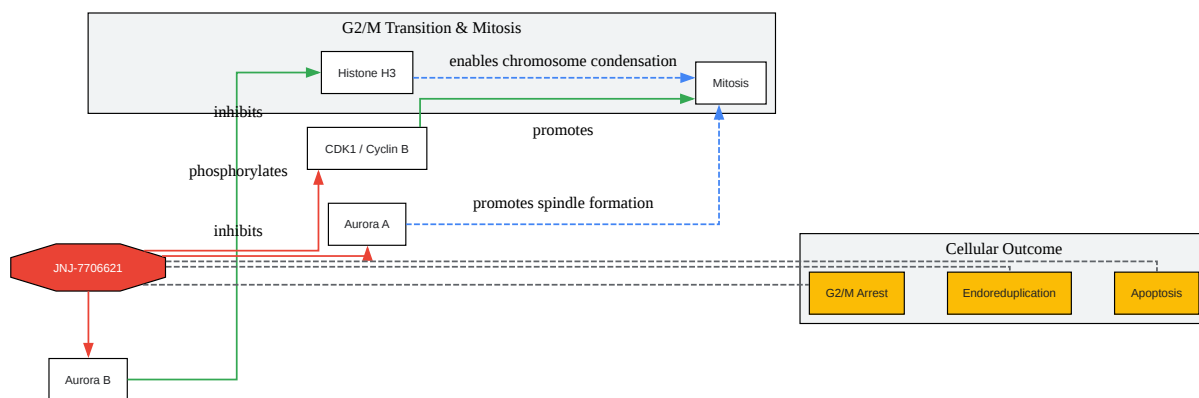 G2/M Transition & Mitosis
Histone H3
enables chromosome condensation
Mitosis
inhibits
promotes
CDK1 / Cyclin B
phosphorylates
promotes spindle formation
Aurora A
inhibits
Cellular Outcome
JNJ-7706621
G2/M Arrest
Endoreduplication
Apoptosis
Aurora B